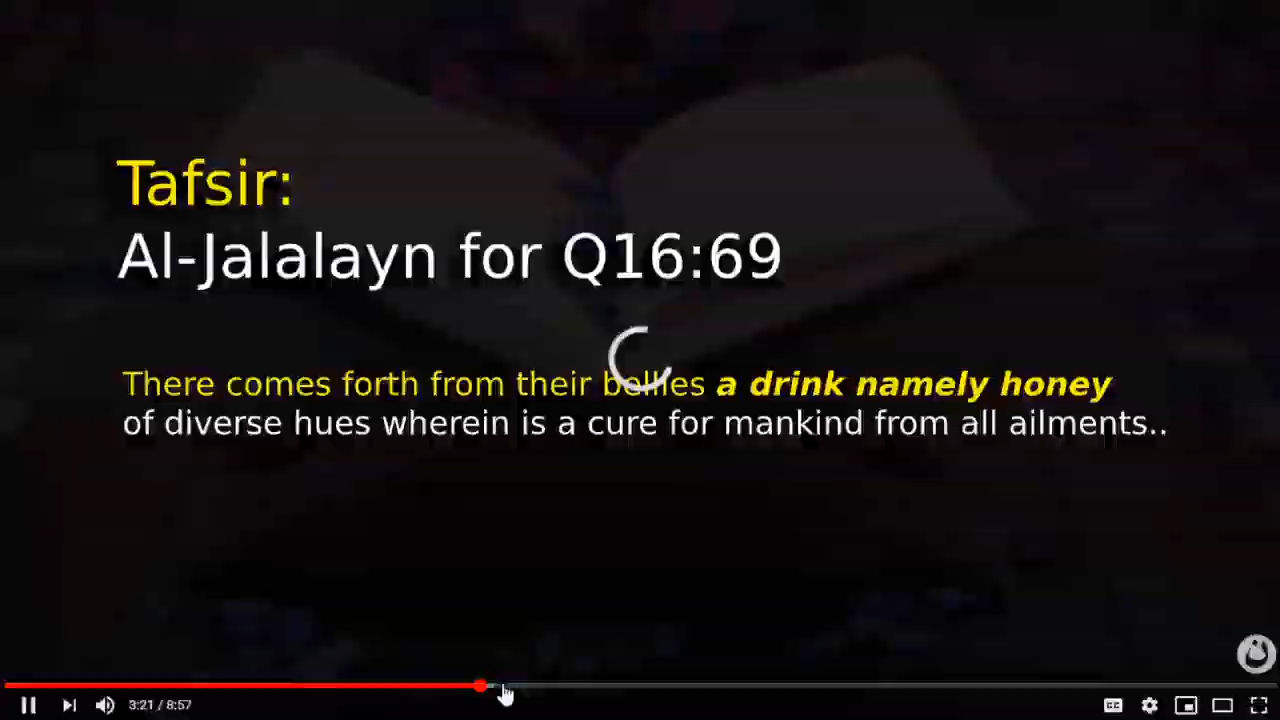 Tafsir:
Al-Jalalayn for Q16:69
There comes forth from their bellies a drink namely honey
of diverse hues wherein is a cure for mankind from all ailments..
3:21 / 8:57
CC